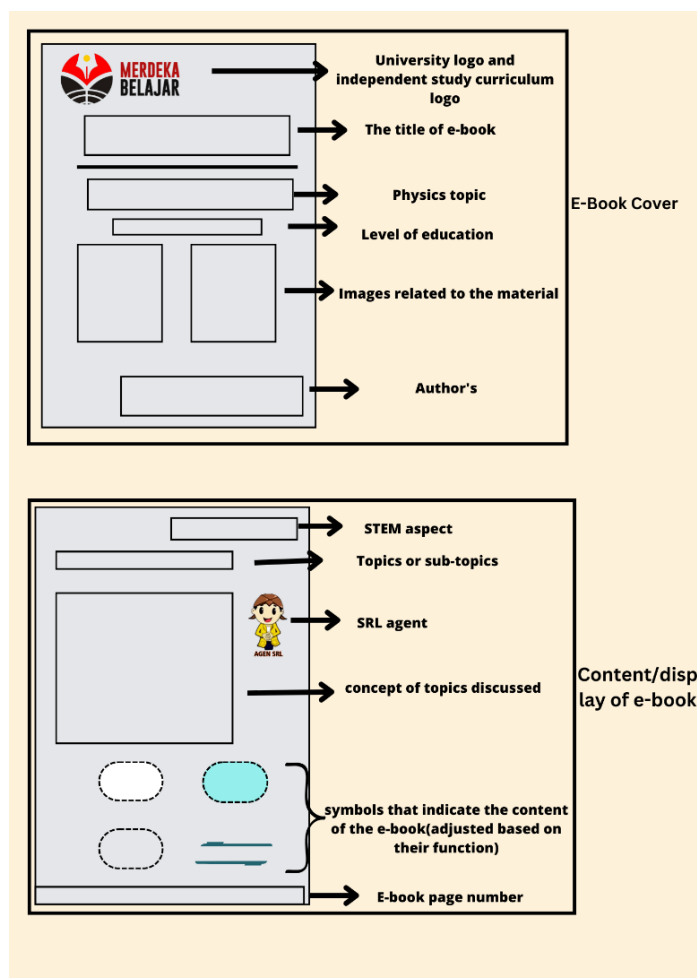 MERDEKA
BELAJAR
University logo and
independent study curriculum
logo
The title of e-book
Physics topic
Level of education
Images related to the material
Author's
E-Book Cover
STEM aspect
Topics or sub-topics
AGEN SRL
SRL agent
concept of topics discussed
Content/disp
lay of e-book
symbols that indicate the content
of the e-book(adjusted based on
their function)
E-book page number